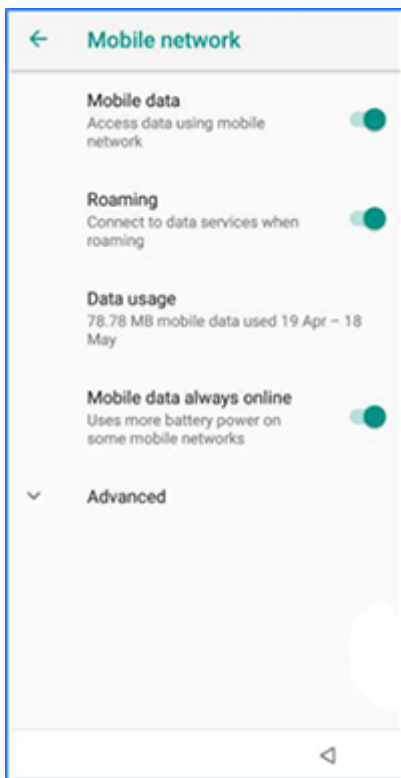 Mobile network
Mobile data
Access data using mobile
network
Roaming
Connect to data services when
roaming
Data usage
78.78 MB mobile data used 19 Apr – 18
May
Mobile data always online
Uses more battery power on
some mobile networks
Advanced